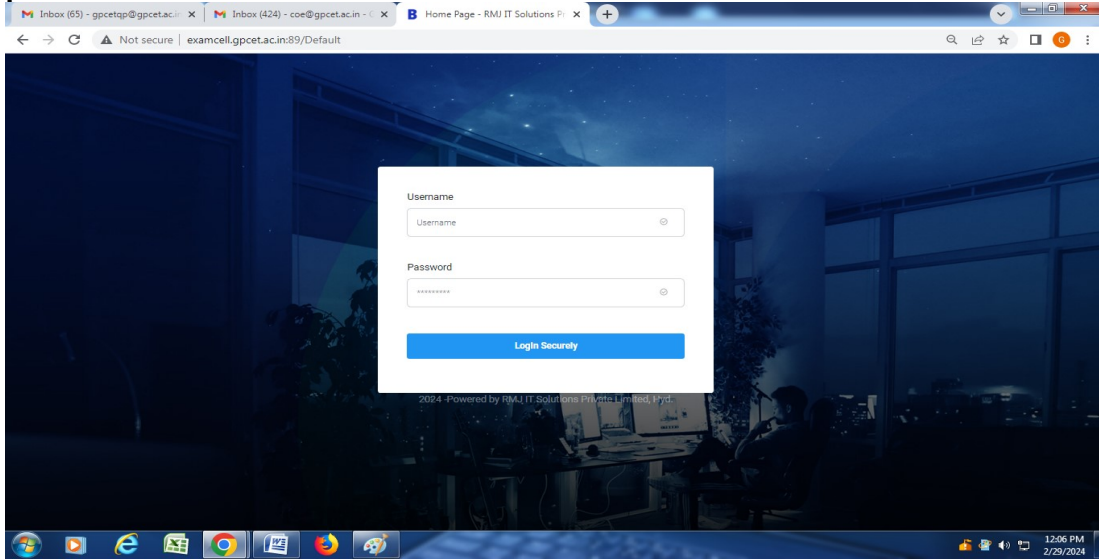 Inbox (65) - gpcetqp@gpcet.ac.in
Inbox (424) - coe@gpcet.ac.in - G
B Home Page - RMJ IT Solutions Pr
Not secure | examcell.gpcet.ac.in:89/Default
G
Username
Username
Password
*********
Login Securely
2024 -Powered by RMJ IT Solutions Private Limited, Hyd.
12:06 PM
2/29/2024